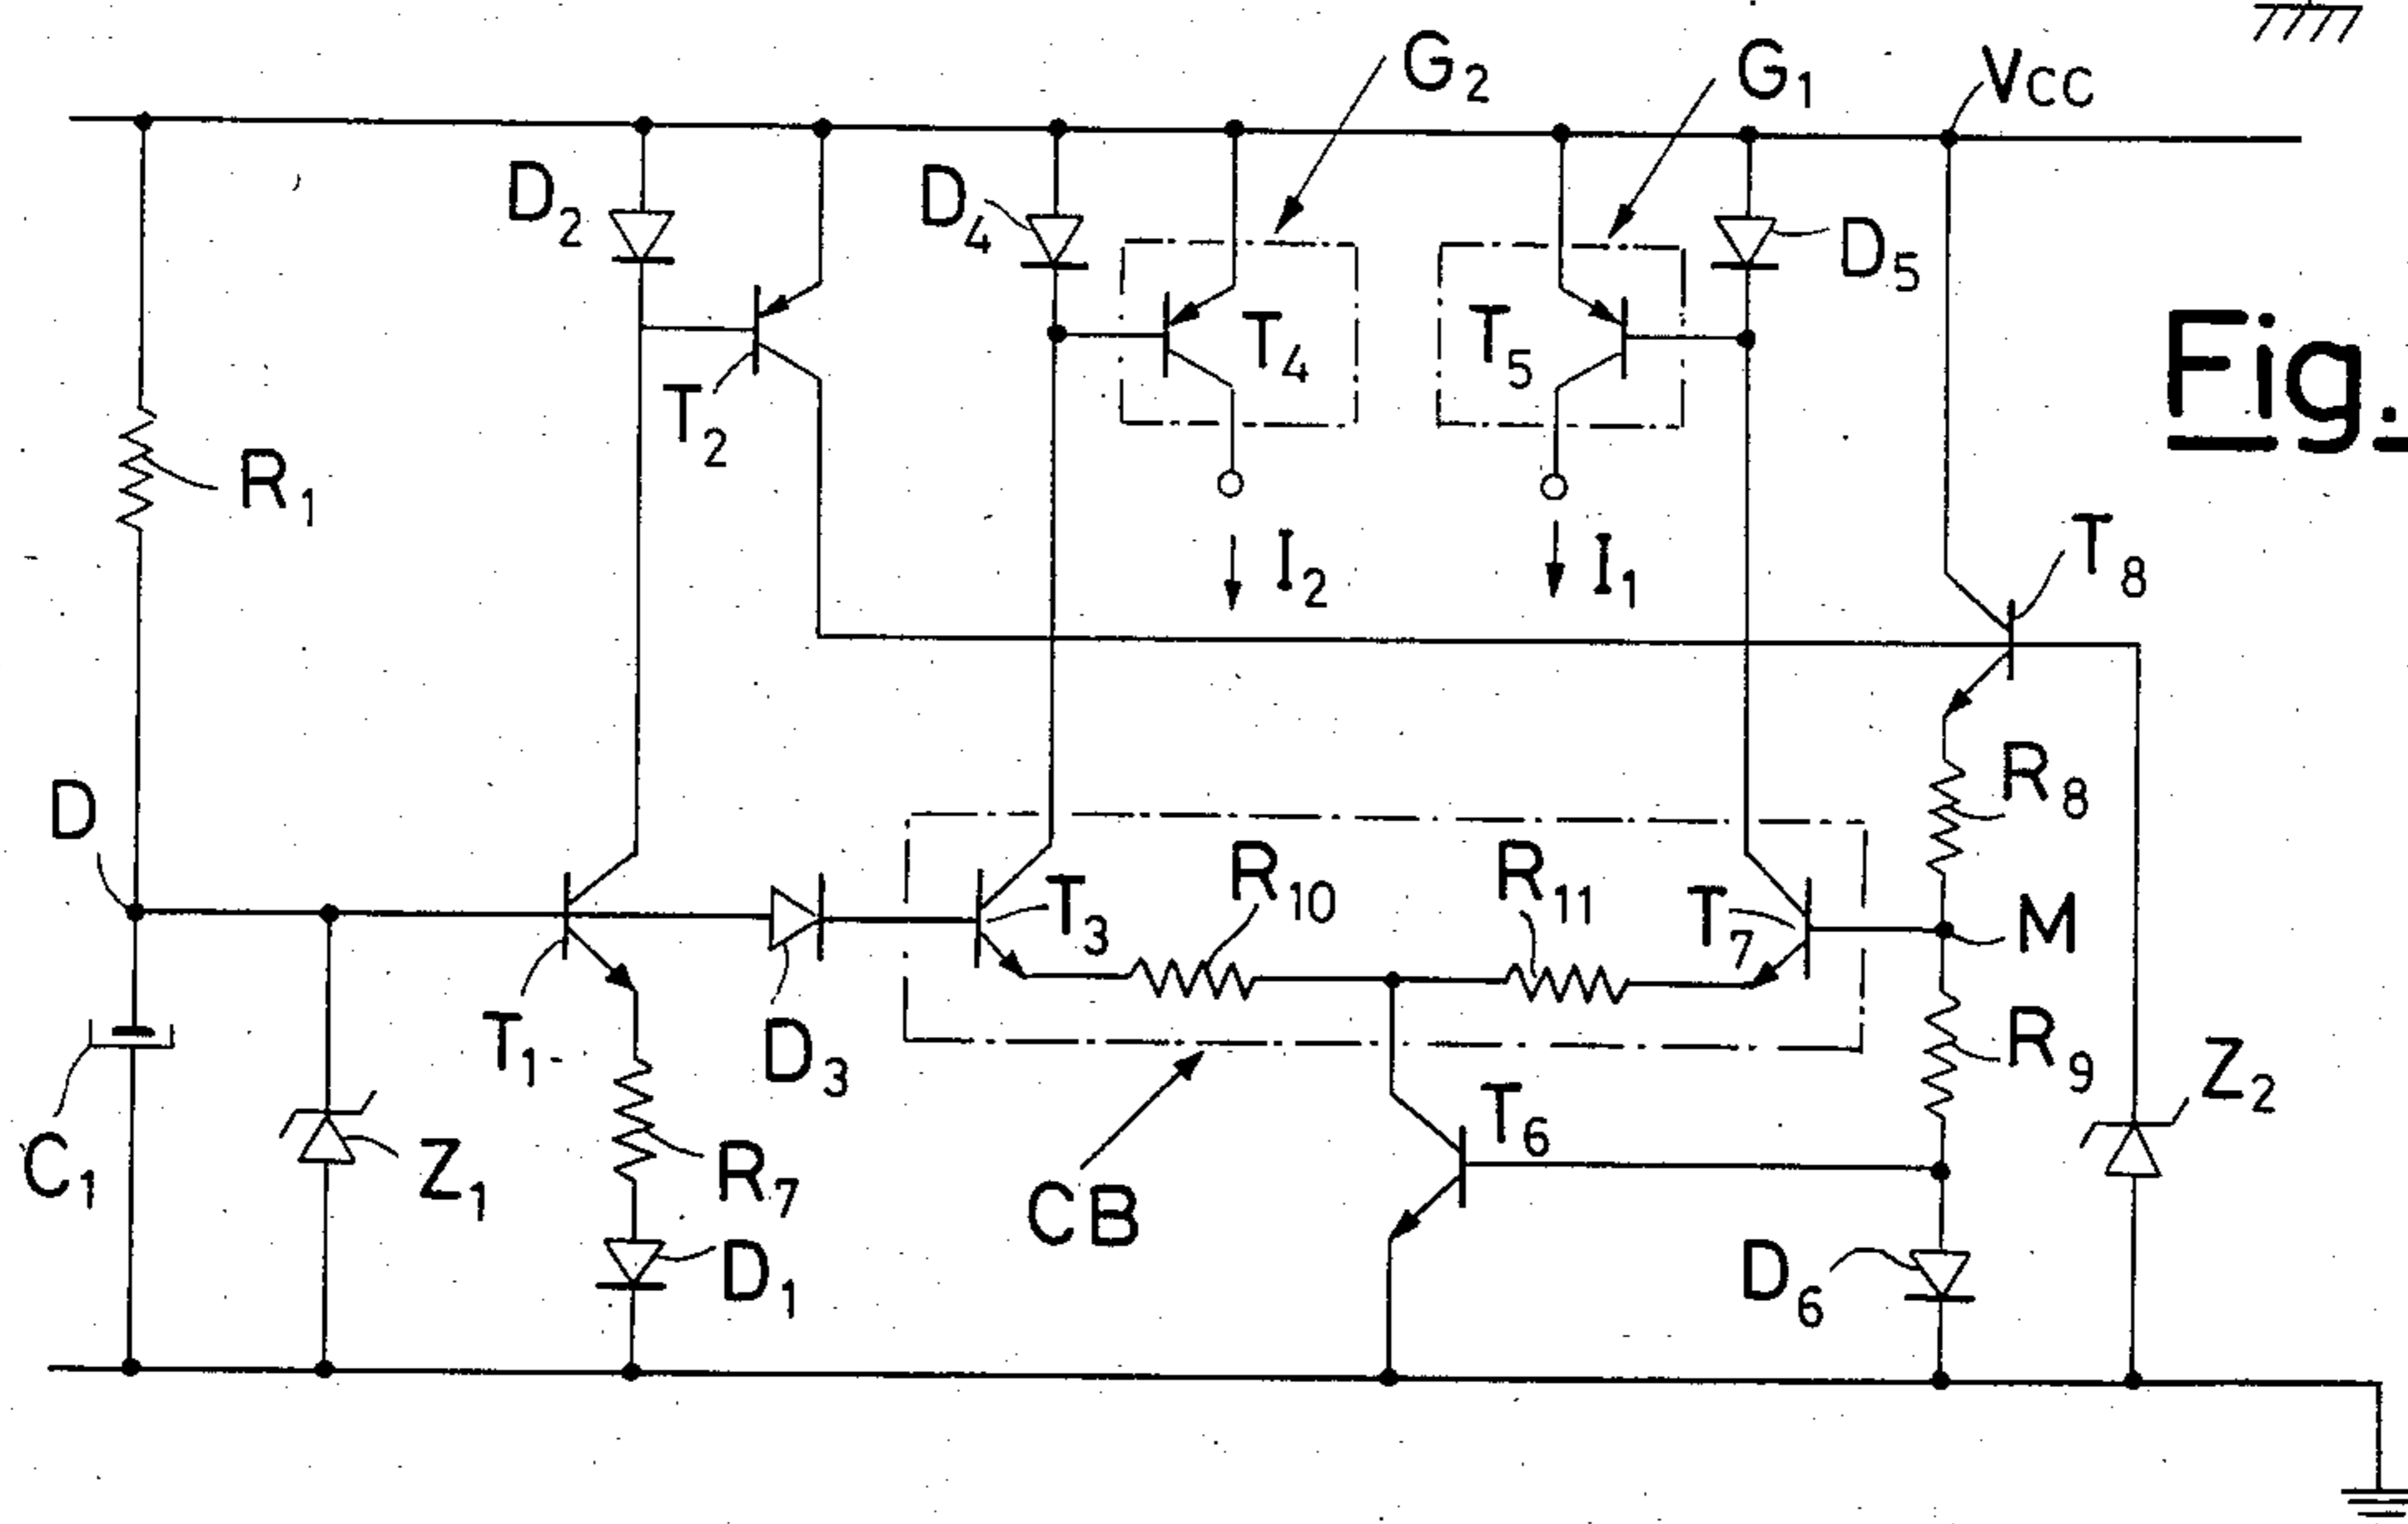 G2
G1
VCC
D2
D4
D5
T2
T4
T5
Fig.
R1
I2
I1
T8
D
R8
T3
R10
R11
T7
M
T1
D3
R9
Z2
C1
Z1
R7
CB
T6
D1
D6